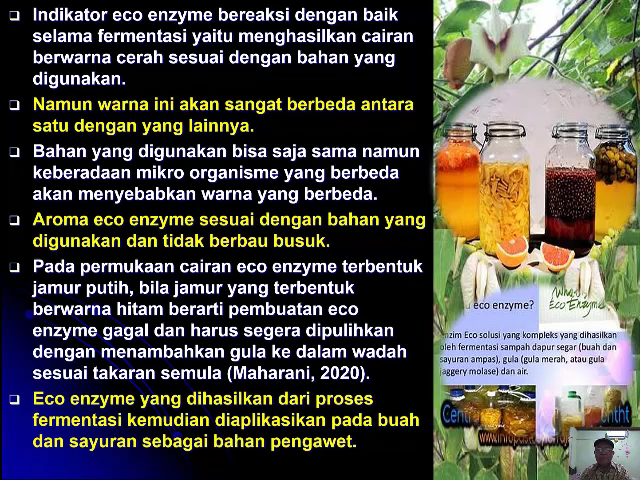 Indikator eco enzyme bereaksi dengan baik
selama fermentasi yaitu menghasilkan cairan
berwarna cerah sesuai dengan bahan yang
digunakan.
Namun warna ini akan sangat berbeda antara
satu dengan yang lainnya.
Bahan yang digunakan bisa saja sama namun
keberadaan mikro organisme yang berbeda
akan menyebabkan warna yang berbeda.
Aroma eco enzyme sesuai dengan bahan yang
digunakan dan tidak berbau busuk.
Pada permukaan cairan eco enzyme terbentuk
jamur putih, bila jamur yang terbentuk
berwarna hitam berarti pembuatan eco
enzyme gagal dan harus segera dipulihkan
dengan menambahkan gula ke dalam wadah
sesuai takaran semula (Maharani, 2020).
Eco enzyme yang dihasilkan dari proses
fermentasi kemudian diaplikasikan pada buah
dan sayuran sebagai bahan pengawet.
What is
Eco Enzyme
eco enzyme?
nzim Eco solusi yang kompleks yang dihasilkan
oleh fermentasi sampah dapur segar (buah dan
sayuran ampas), gula (gula merah, atau gula
jaggery molase) dan air.